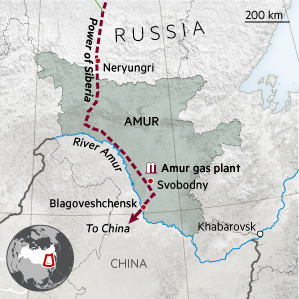 200 km
RUSSIA
Power of Siberia
Neryungri
AMUR
River Amur
Amur gas plant
Svobodny
Blagoveshchensk
To China
Khabarovsk
CHINA